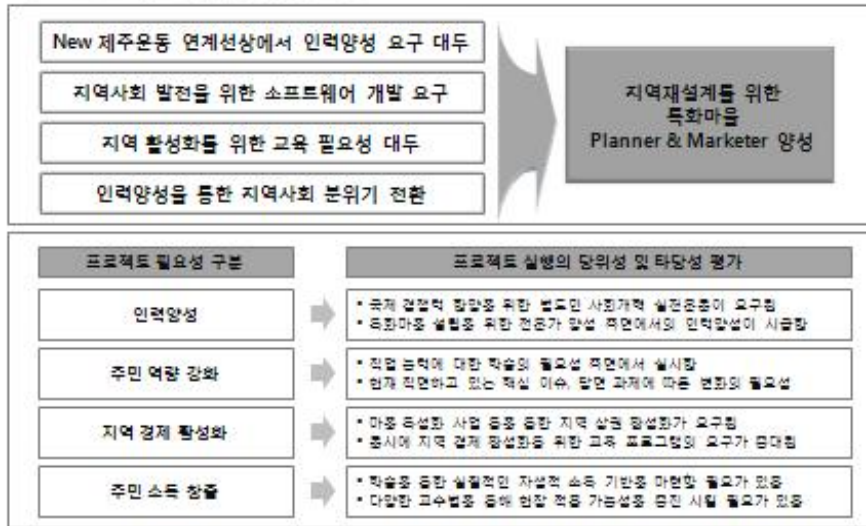 New 제주운동 연계선상에서 인력양성 요구 대두
지역사회 발전을 위한 소프트웨어 개발 요구
지역 활성화를 위한 교육 필요성 대두
인력양성을 통한 지역사회 분위기 전환
지역재설계를 위한
특화마을
Planner & Marketer 양성
프로젝트 필요성 구분
프로젝트 실행의 당위성 및 타당성 평가
인력양성
• 국제 경쟁력 함양을 위한 범도민 사회개혁 실천운동이 요구됨
• 특화마을 설립을 위한 전문가 양성 측면에서의 인력양성이 시급함
주민 역량 강화
• 직업 능력에 대한 학습의 필요성 측면에서 실시함
• 현재 직면하고 있는 핵심 이슈, 당면 과제에 따른 변화의 필요성
지역 경제 활성화
• 마을 특성화 사업 등을 통한 지역 상권 활성화가 요구됨
• 동시에 지역 경제 활성화를 위한 교육 프로그램의 요구가 증대됨
주민 소득 창출
• 학습을 통한 실질적인 자생적 소득 기반을 마련할 필요가 있음
• 다양한 교수법을 통해 현장 적용 가능성을 증진 시킬 필요가 있음